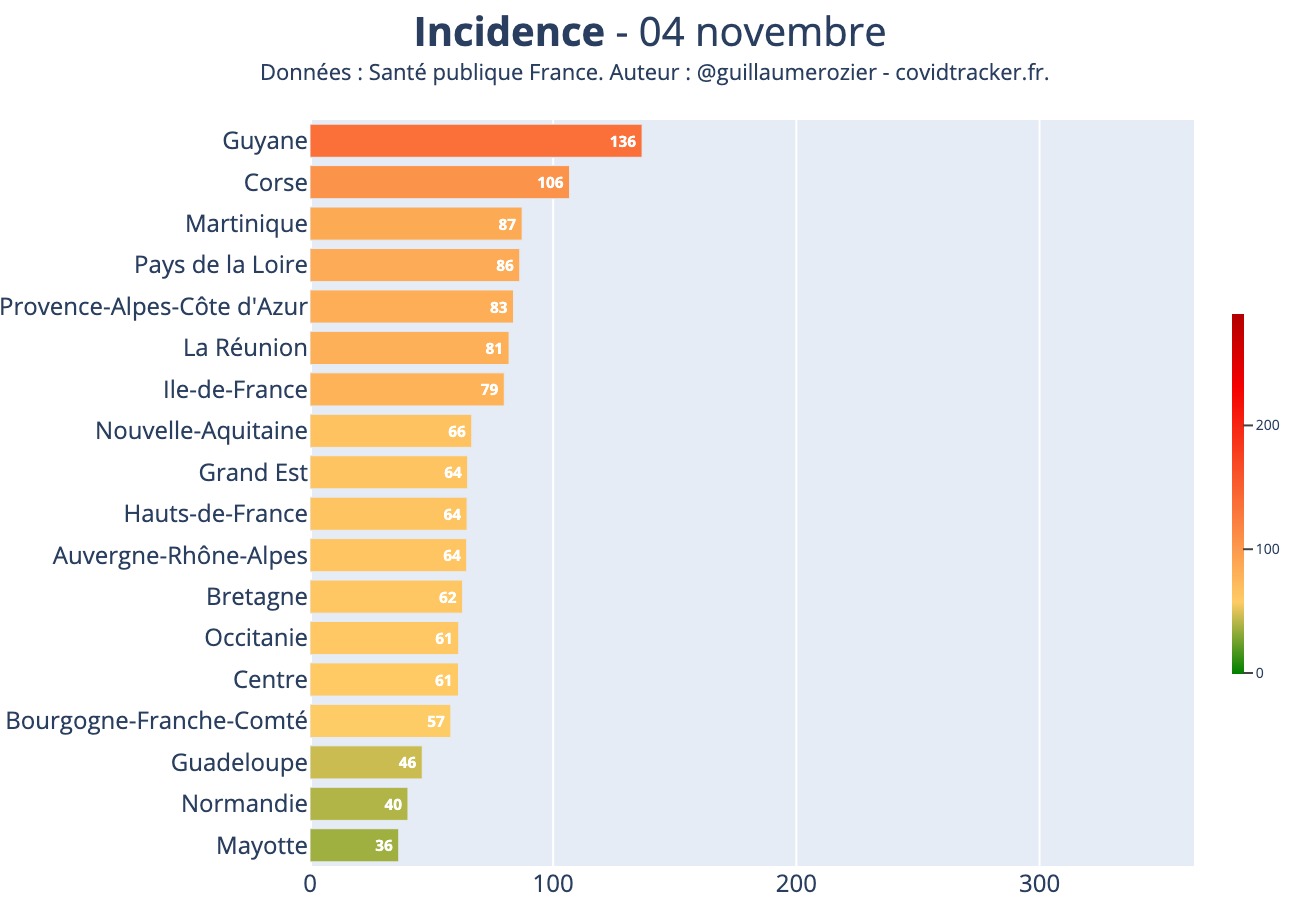 Incidence - 04 novembre
Données : Santé publique France. Auteur : @guillaumerozier - covidtracker.fr.
Guyane 136
Corse 106
Martinique 87
Pays de la Loire 86
Provence-Alpes-Côte d'Azur 83
La Réunion 81
Ile-de-France 79
Nouvelle-Aquitaine 66
Grand Est 64
Hauts-de-France 64
Auvergne-Rhône-Alpes 64
Bretagne 62
Occitanie 61
Centre 61
Bourgogne-Franche-Comté 57
Guadeloupe 46
Normandie 40
Mayotte 36
0 100 200 300
200
100
0